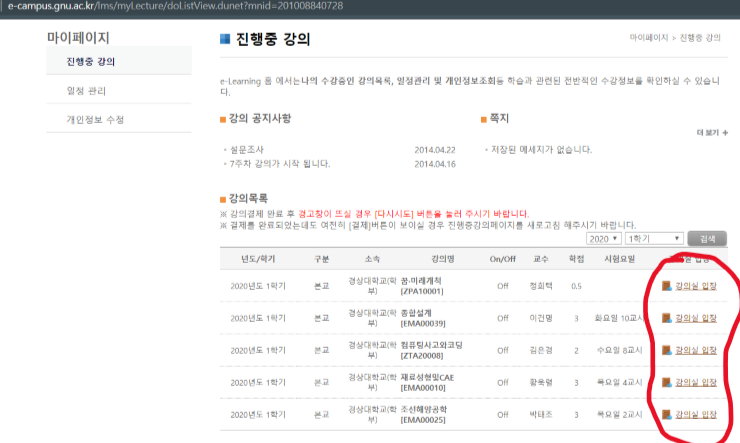 e-campus.gnu.ac.kr/lms/myLecture/doListView.dunet?mnid=201008840728
마이페이지
진행중 강의
일정 관리
개인정보 수정
진행중 강의
마이페이지 > 진행중 강의
e-Learning 홈 에서는나의 수강중인 강의목록, 일정관리 및 개인정보조회등 학습과 관련된 전반적인 수강정보를 확인하실 수 있습니
다.
강의 공지사항
설문조사 2014.04.22
7주차 강의가 시작 됩니다. 2014.04.16
쪽지
더 보기 +
저장된 메세지가 없습니다.
강의목록
※ 강의결제 완료 후 경고창이 뜨실 경우 [다시시도] 버튼을 눌러 주시기 바랍니다.
※ 결제를 완료되었는데도 여전히 [결제]버튼이 보이실 경우 진행중강의페이지를 새로고침 해주시기 바랍니다.
2020 1학기 검색
년도/학기 구분 소속 강의명 On/Off 교수 학점 시험요일 입장
2020년도 1학기 본교 경상대학교(학부) 꿈·미래개척 [ZPA10001] Off 정희택 0.5 강의실 입장
2020년도 1학기 본교 경상대학교(학부) 종합설계 [EMA00039] Off 이건명 3 화요일 10교시 강의실 입장
2020년도 1학기 본교 경상대학교(학부) 컴퓨팅사고와코딩 [ZTA20008] Off 김은경 2 수요일 8교시 강의실 입장
2020년도 1학기 본교 경상대학교(학부) 재료성형및CAE [EMA00010] Off 황욱렬 3 목요일 4교시 강의실 입장
2020년도 1학기 본교 경상대학교(학부) 조선해양공학 [EMA00025] Off 박태조 3 목요일 2교시 강의실 입장